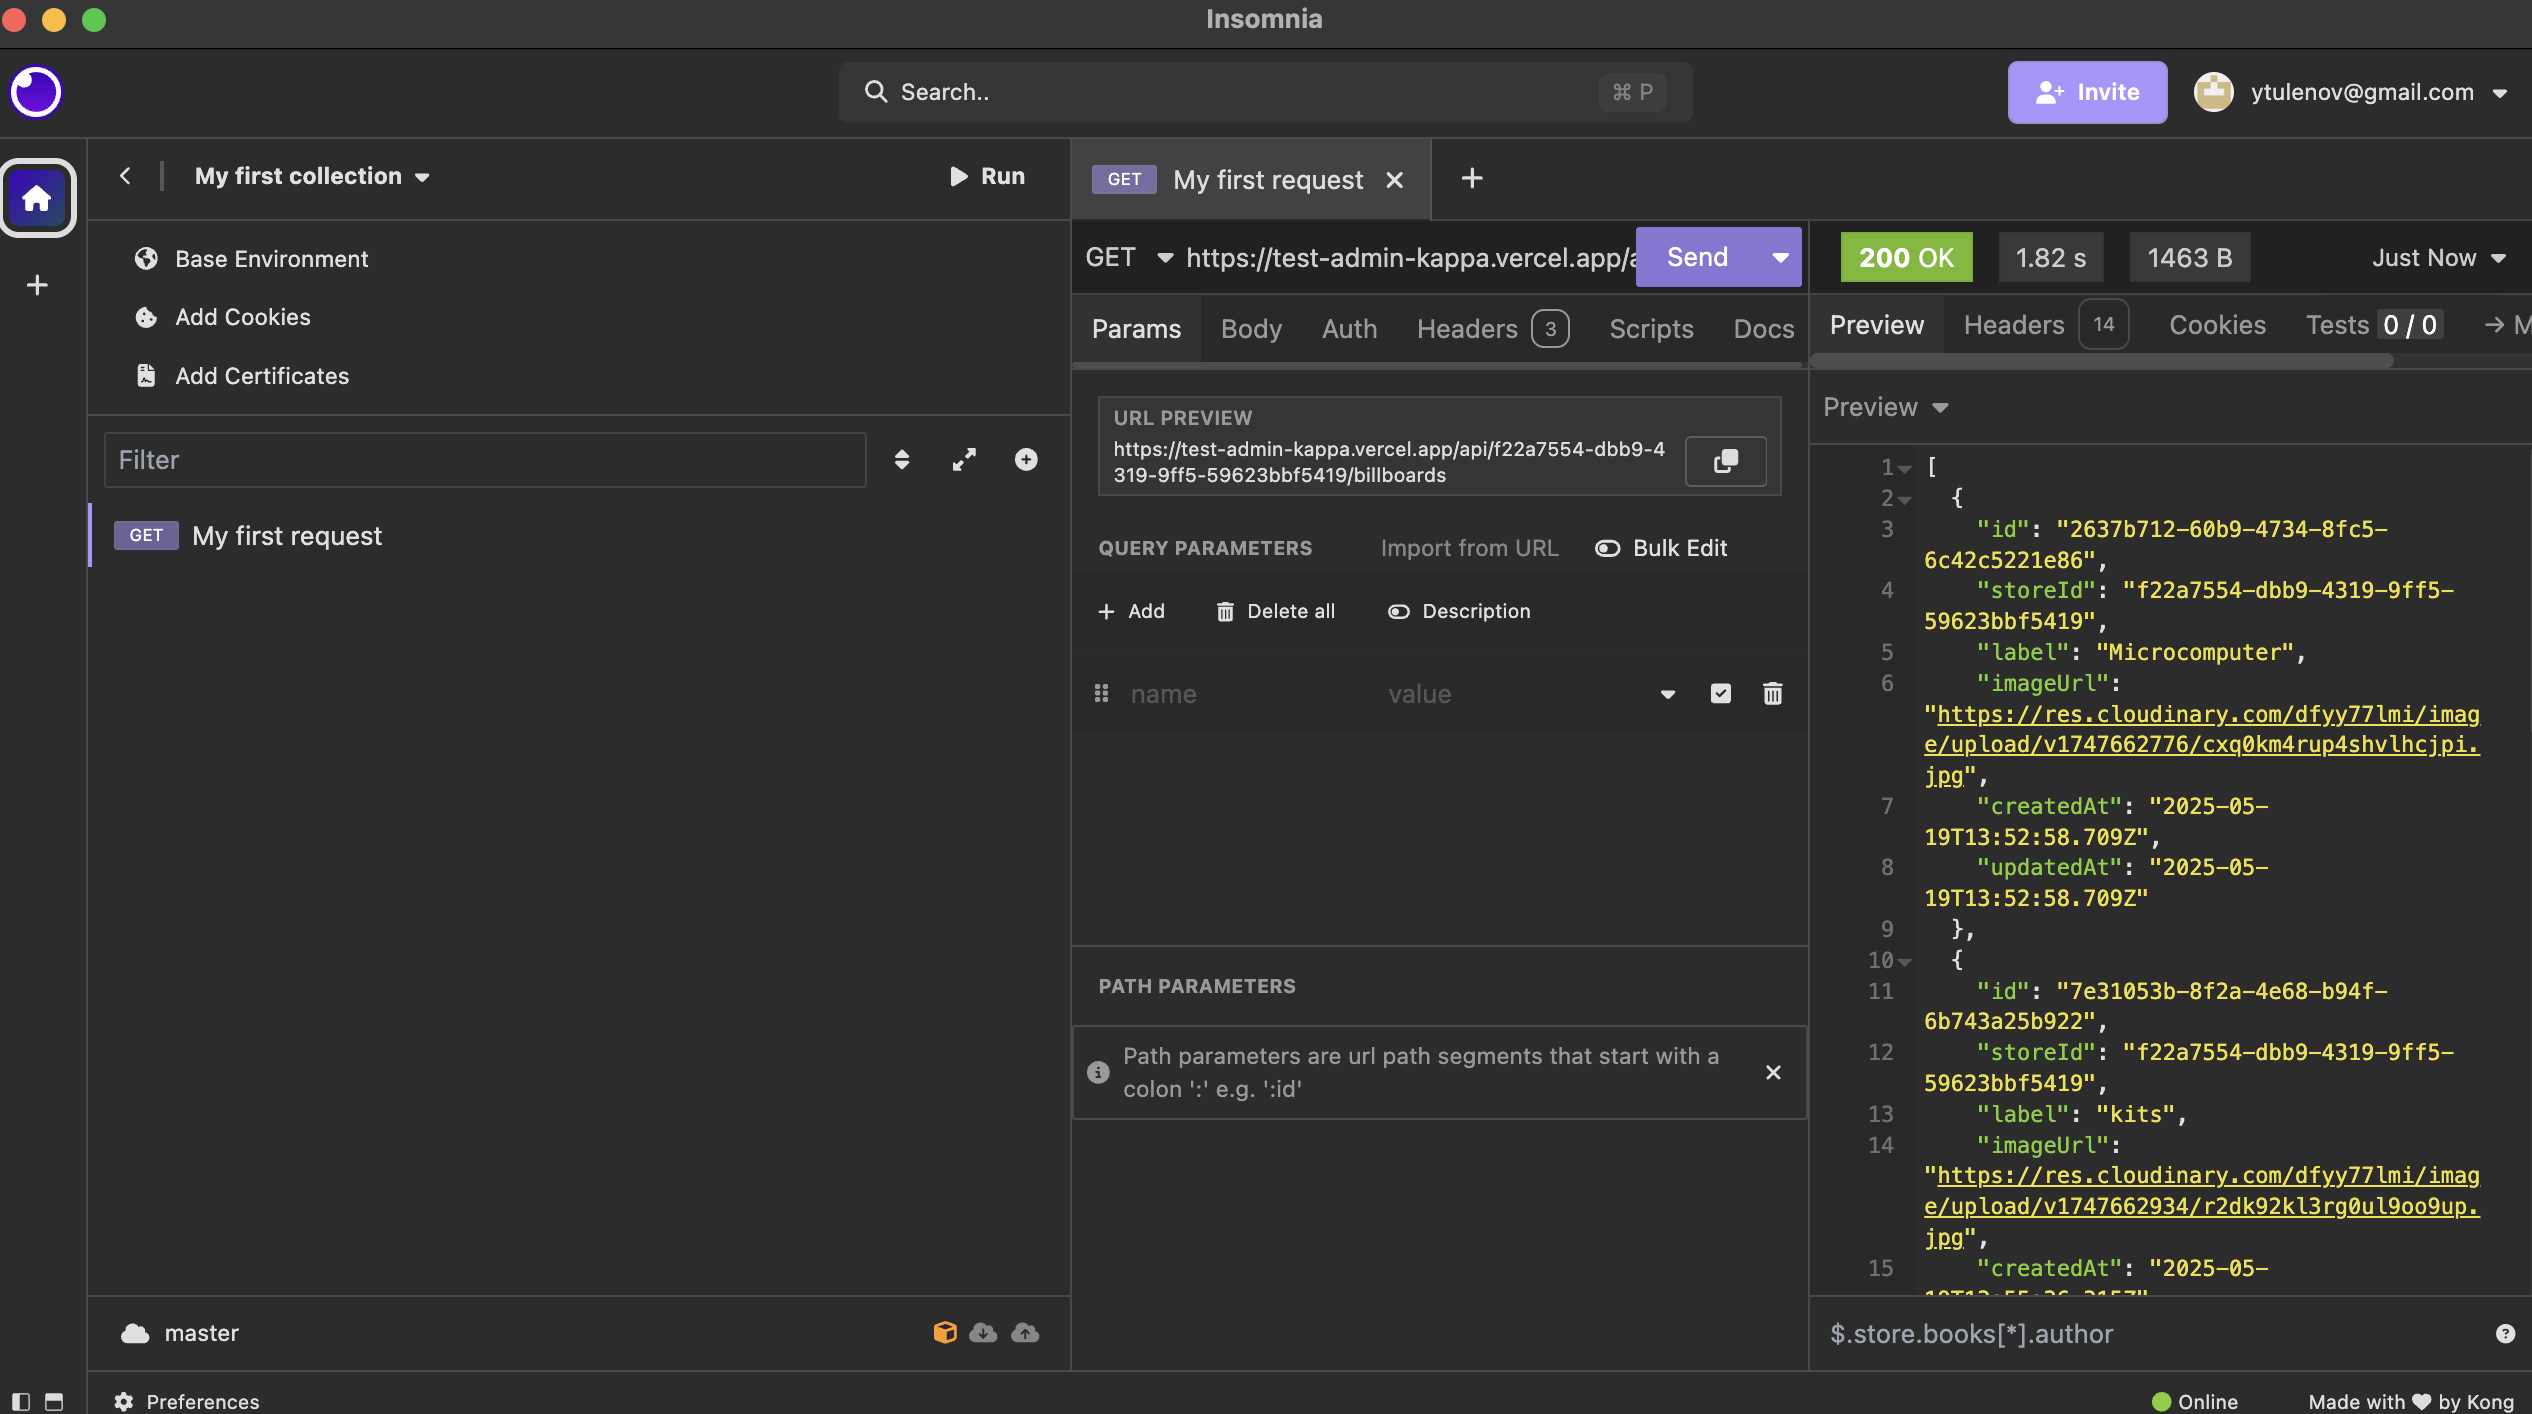 Insomnia
Search..
⌘ P
Invite
ytulenov@gmail.com
My first collection
Run
Base Environment
Add Cookies
Add Certificates
Filter
GET My first request
master
Preferences
GET My first request
GET https://test-admin-kappa.vercel.app/a
Send
Params Body Auth Headers 3 Scripts Docs
URL PREVIEW
https://test-admin-kappa.vercel.app/api/f22a7554-dbb9-4
319-9ff5-59623bbf5419/billboards
QUERY PARAMETERS Import from URL Bulk Edit
Add Delete all Description
name value
PATH PARAMETERS
Path parameters are url path segments that start with a
colon ':' e.g. ':id'
200 OK 1.82 s 1463 B Just Now
Preview Headers 14 Cookies Tests 0 / 0 → M
Preview
1 [
2 {
3 "id": "2637b712-60b9-4734-8fc5-
6c42c5221e86",
4 "storeId": "f22a7554-dbb9-4319-9ff5-
59623bbf5419",
5 "label": "Microcomputer",
6 "imageUrl":
"https://res.cloudinary.com/dfyy77lmi/imag
e/upload/v1747662776/cxq0km4rup4shvlhcjpi.
jpg",
7 "createdAt": "2025-05-
19T13:52:58.709Z",
8 "updatedAt": "2025-05-
19T13:52:58.709Z"
9 },
10 {
11 "id": "7e31053b-8f2a-4e68-b94f-
6b743a25b922",
12 "storeId": "f22a7554-dbb9-4319-9ff5-
59623bbf5419",
13 "label": "kits",
14 "imageUrl":
"https://res.cloudinary.com/dfyy77lmi/imag
e/upload/v1747662934/r2dk92kl3rg0ul9oo9up.
jpg",
15 "createdAt": "2025-05-
$.store.books[*].author
Online
Made with ♥ by Kong